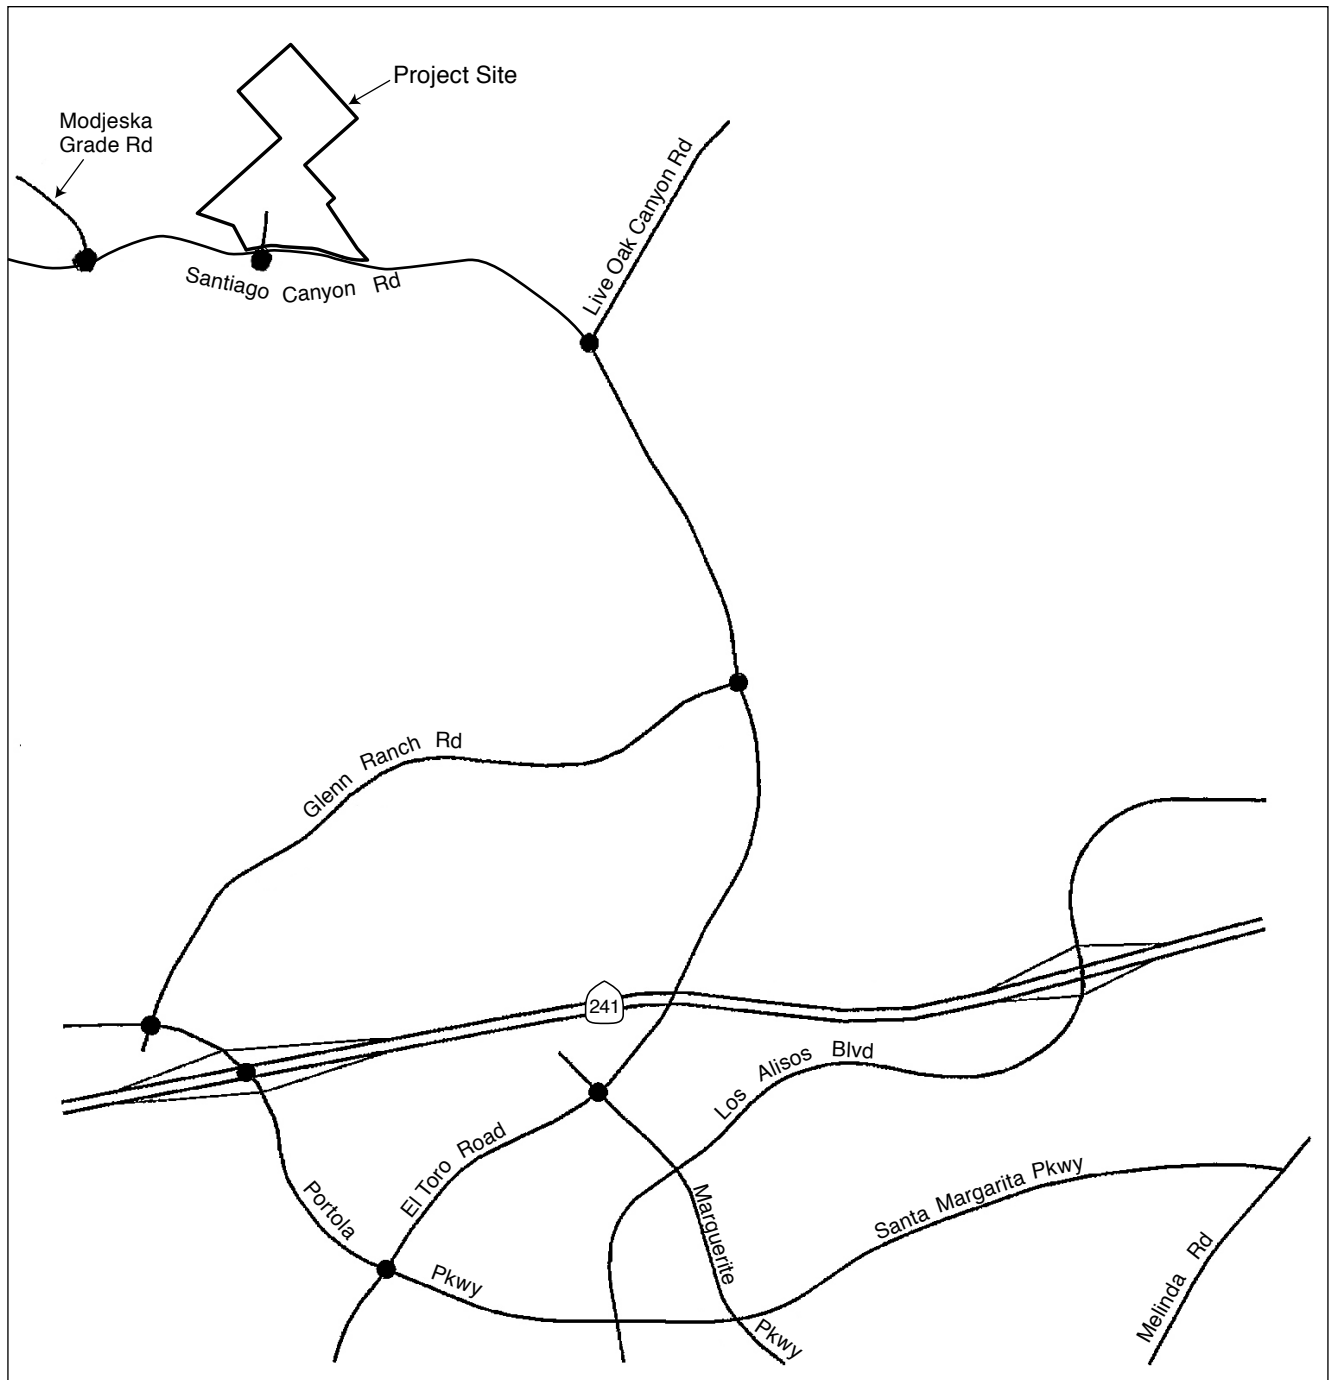 Project Site
Modjeska
Grade Rd
Live Oak Canyon Rd
Santiago Canyon Rd
Glenn Ranch Rd
241
Los Alisos Blvd
El Toro Road
Portola
Pkwy
Marguerite
Pkwy
Santa Margarita Pkwy
Melinda Rd